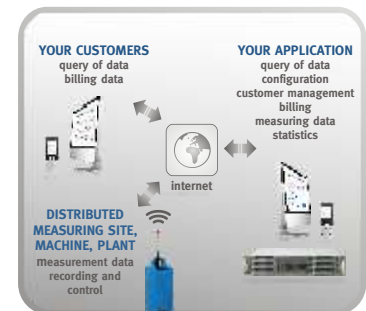 YOUR CUSTOMERS
query of data
billing data
YOUR APPLICATION
query of data
configuration
customer management
billing
measuring data
statistics
internet
DISTRIBUTED
MEASURING SITE,
MACHINE, PLANT
measurement data
recording and
control